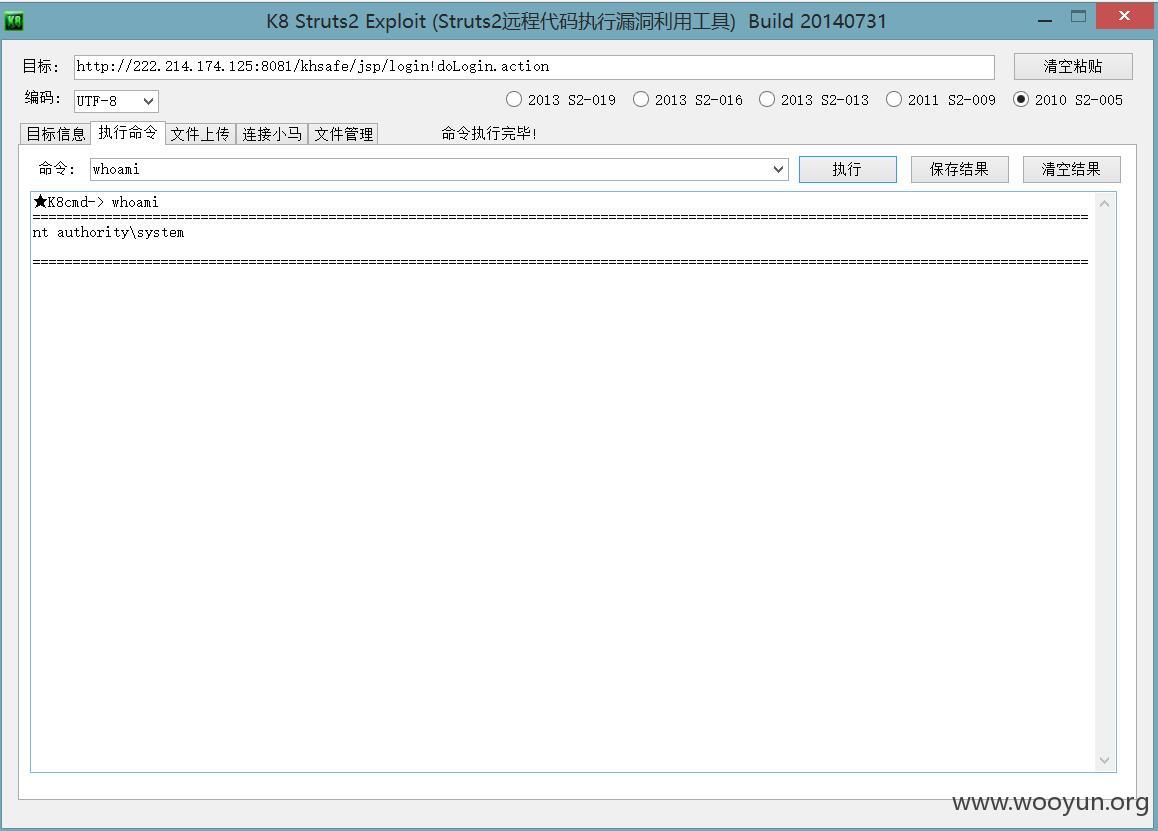 K8 K8 Struts2 Exploit (Struts2远程代码执行漏洞利用工具) Build 20140731
目标: http://222.214.174.125:8081/khsafe/jsp/login!doLogin.action 清空粘贴
编码: UTF-8 2013 S2-019 2013 S2-016 2013 S2-013 2011 S2-009 2010 S2-005
目标信息 执行命令 文件上传 连接小马 文件管理 命令执行完毕!
命令: whoami 执行 保存结果 清空结果
★K8cmd-> whoami
====================================================================================================================================
nt authority\system
====================================================================================================================================
www.wooyun.org